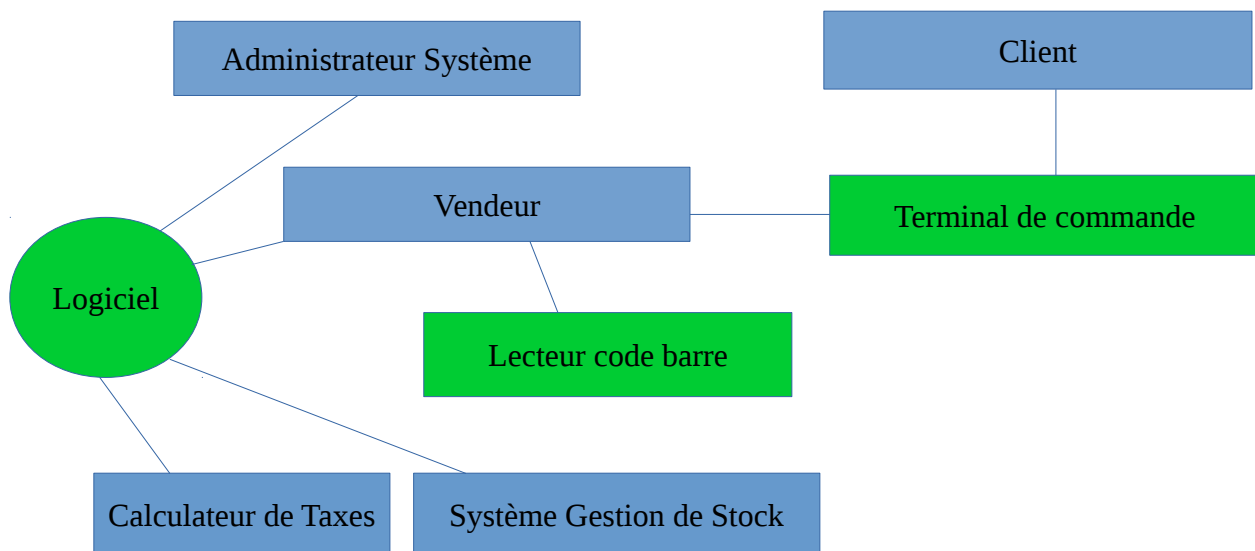 Administrateur Système
Client
Vendeur
Terminal de commande
Logiciel
Lecteur code barre
Calculateur de Taxes
Système Gestion de Stock